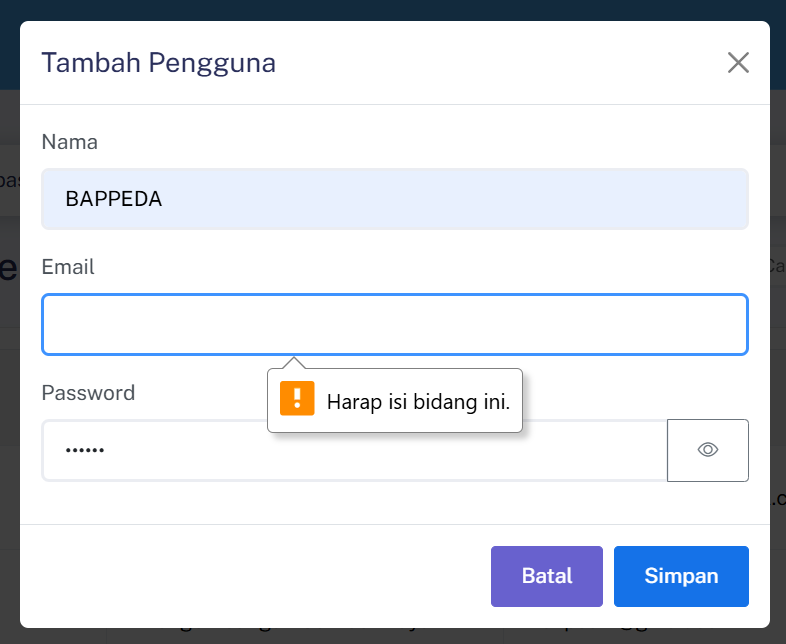 Tambah Pengguna
Nama
BAPPEDA
Email
Harap isi bidang ini.
Password
••••••
Batal
Simpan